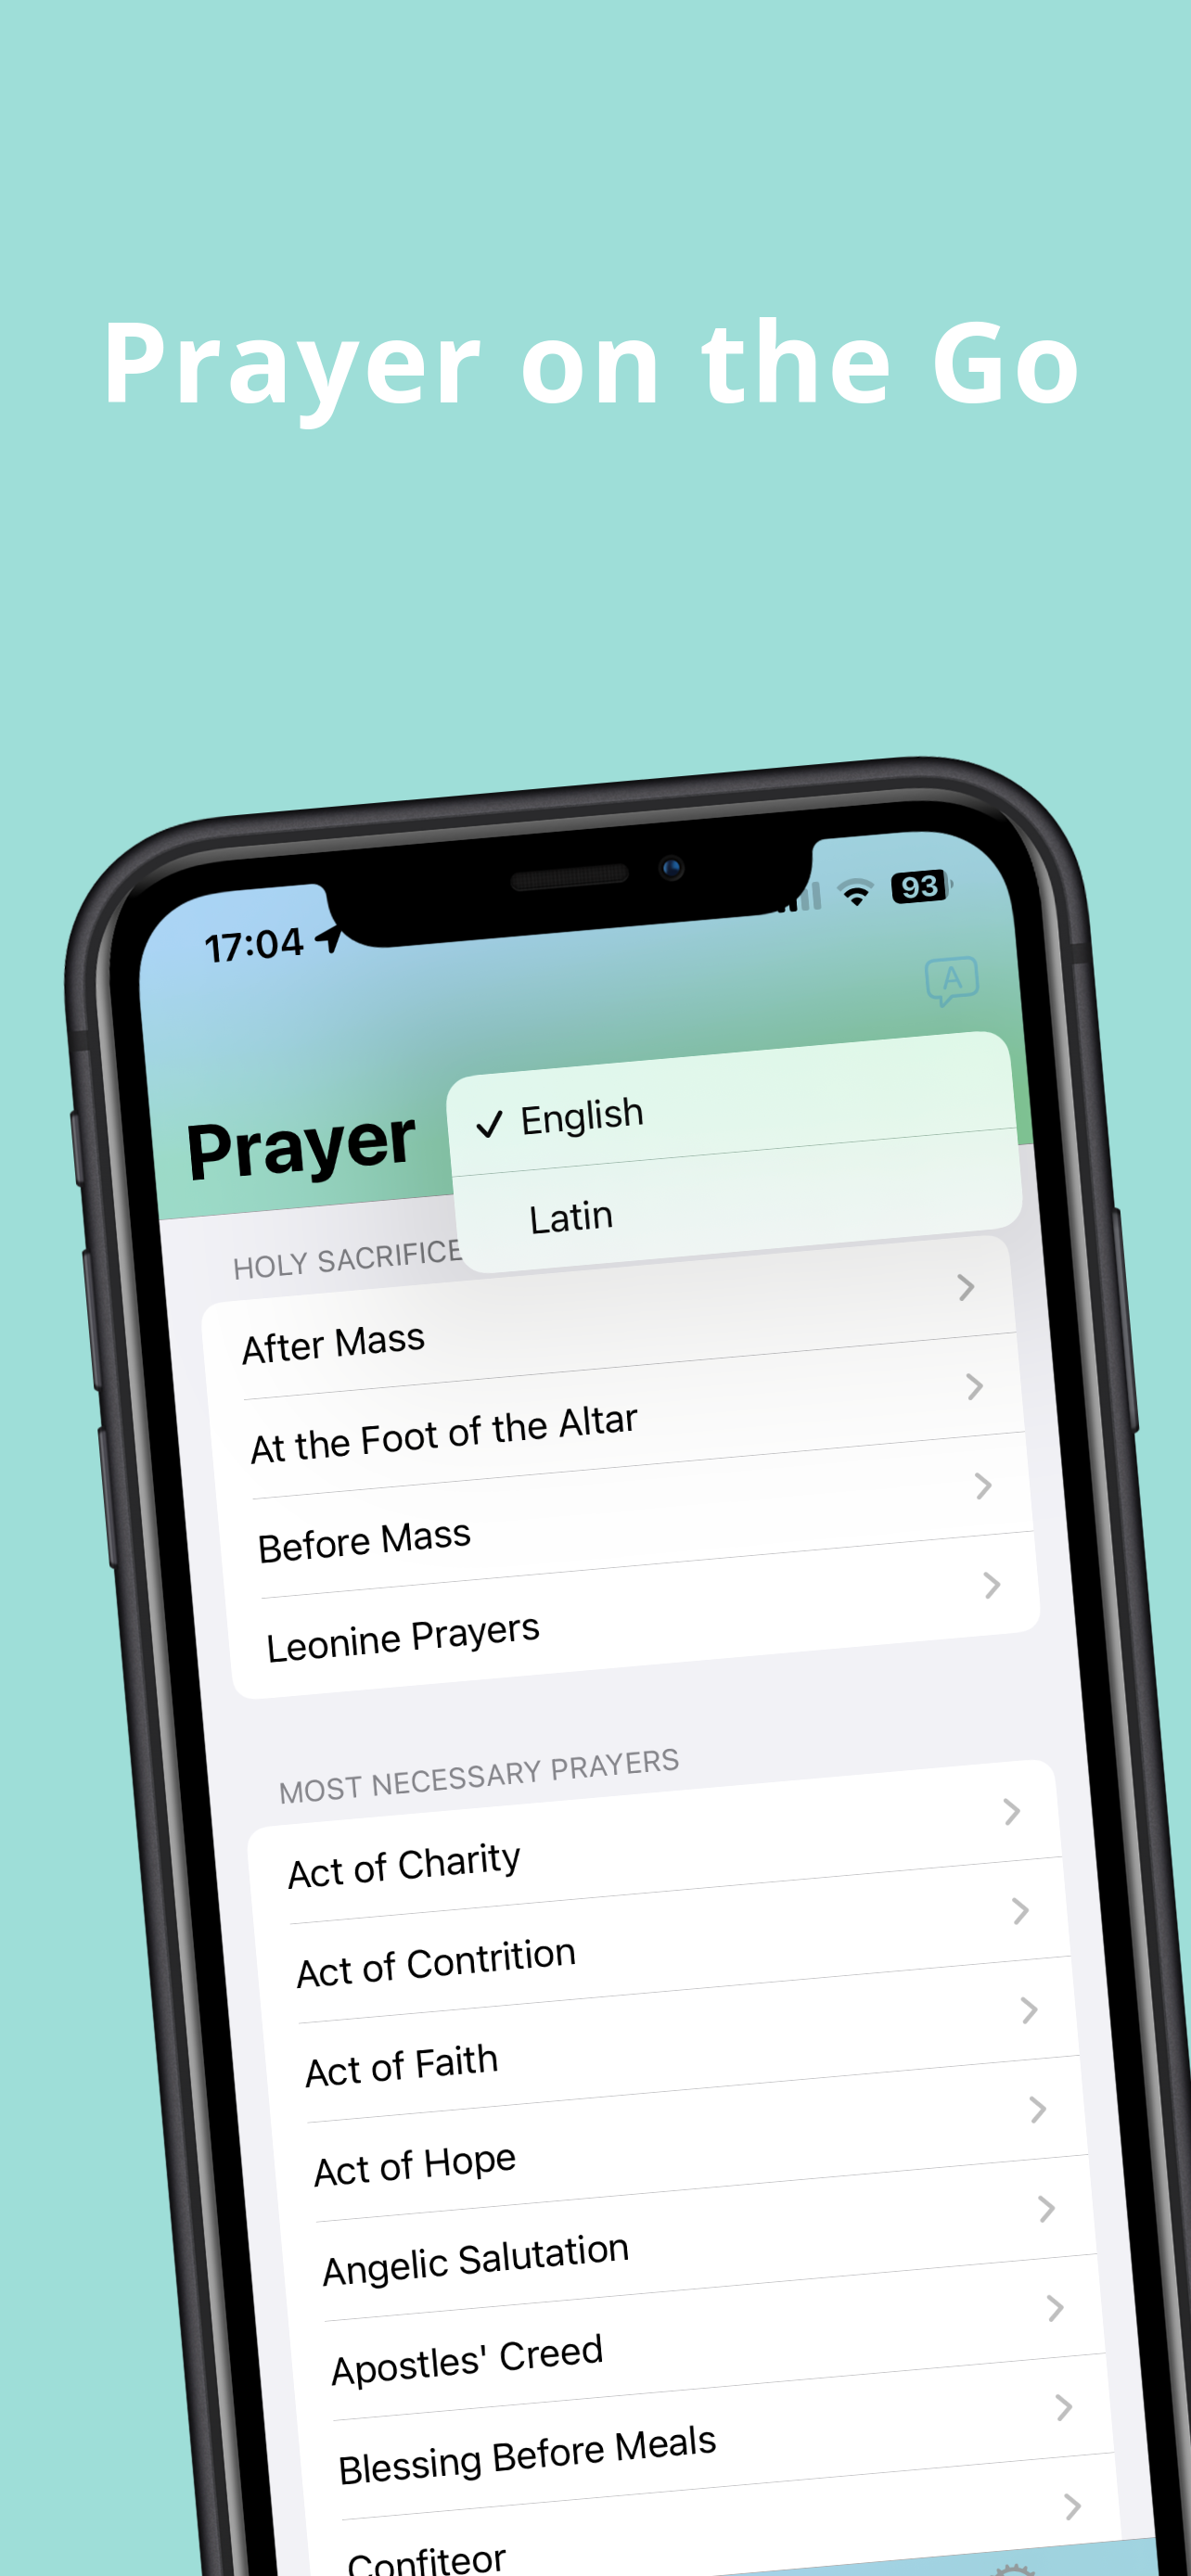 Prayer on the Go
17:04
93
A
Prayer
English
Latin
HOLY SACRIFICE
After Mass
At the Foot of the Altar
Before Mass
Leonine Prayers
MOST NECESSARY PRAYERS
Act of Charity
Act of Contrition
Act of Faith
Act of Hope
Angelic Salutation
Apostles' Creed
Blessing Before Meals
Confiteor